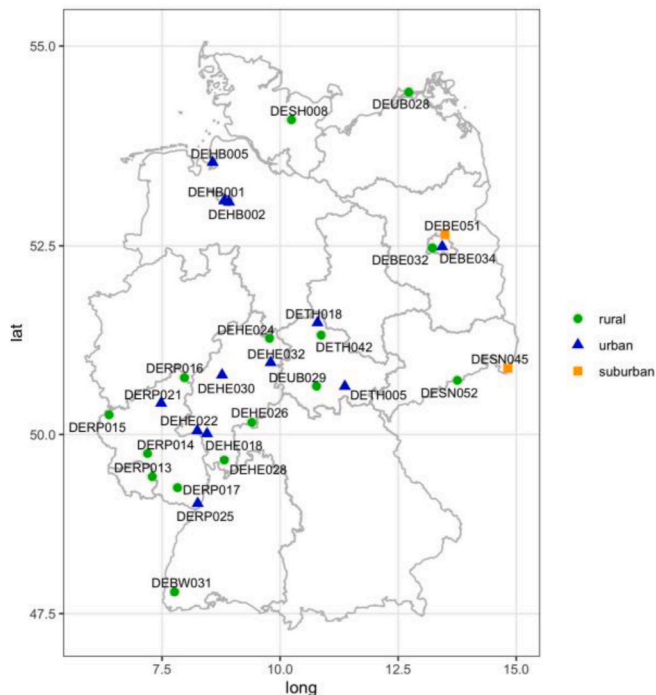 55.0
DEUB028
DESH008
DEHB005
DEHB001
DEHB002
DEBE051
52.5
DEBE032
DEBE034
lat
DETH018
DEHE024
DETH042
DEHE032
DERP016
DEUB029
DESN045
DEHE030
DETH005
DESN052
DERP021
DEHE022
DEHE026
DERP015
50.0
DERP014
DEHE018
DERP013
DEHE028
DERP017
DERP025
DEBW031
47.5
7.5
10.0
12.5
15.0
long
rural
urban
suburban